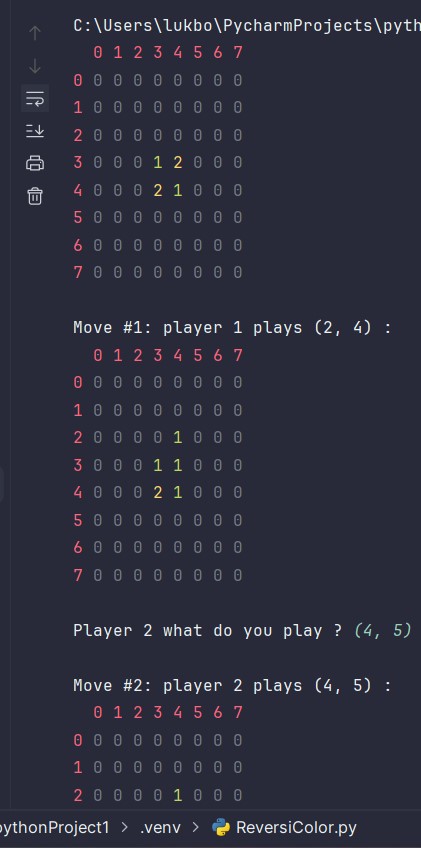 C:\Users\lukbo\PycharmProjects\pyth
0 1 2 3 4 5 6 7
0 0 0 0 0 0 0 0 0
1 0 0 0 0 0 0 0 0
2 0 0 0 0 0 0 0 0
3 0 0 0 1 2 0 0 0
4 0 0 0 2 1 0 0 0
5 0 0 0 0 0 0 0 0
6 0 0 0 0 0 0 0 0
7 0 0 0 0 0 0 0 0
Move #1: player 1 plays (2, 4) :
0 1 2 3 4 5 6 7
0 0 0 0 0 0 0 0 0
1 0 0 0 0 0 0 0 0
2 0 0 0 0 1 0 0 0
3 0 0 0 1 1 0 0 0
4 0 0 0 2 1 0 0 0
5 0 0 0 0 0 0 0 0
6 0 0 0 0 0 0 0 0
7 0 0 0 0 0 0 0 0
Player 2 what do you play ? (4, 5)
Move #2: player 2 plays (4, 5) :
0 1 2 3 4 5 6 7
0 0 0 0 0 0 0 0 0
1 0 0 0 0 0 0 0 0
2 0 0 0 0 1 0 0 0
ythonProject1 > .venv > ReversiColor.py